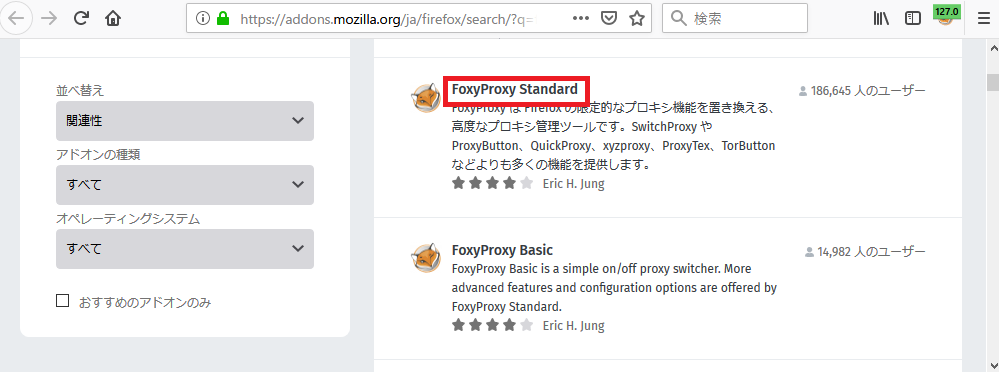 https://addons.mozilla.org/ja/firefox/search/?q=
検索
127.0
並べ替え
関連性
アドオンの種類
すべて
オペレーティングシステム
すべて
おすすめのアドオンのみ
FoxyProxy Standard
186,645 人のユーザー
FoxyProxy は Firefox の限定的なプロキシ機能を置き換える、
高度なプロキシ管理ツールです。SwitchProxy や
ProxyButton、QuickProxy、xyzproxy、ProxyTex、TorButton
などよりも多くの機能を提供します。
Eric H. Jung
FoxyProxy Basic
14,982 人のユーザー
FoxyProxy Basic is a simple on/off proxy switcher. More
advanced features and configuration options are offered by
FoxyProxy Standard.
Eric H. Jung